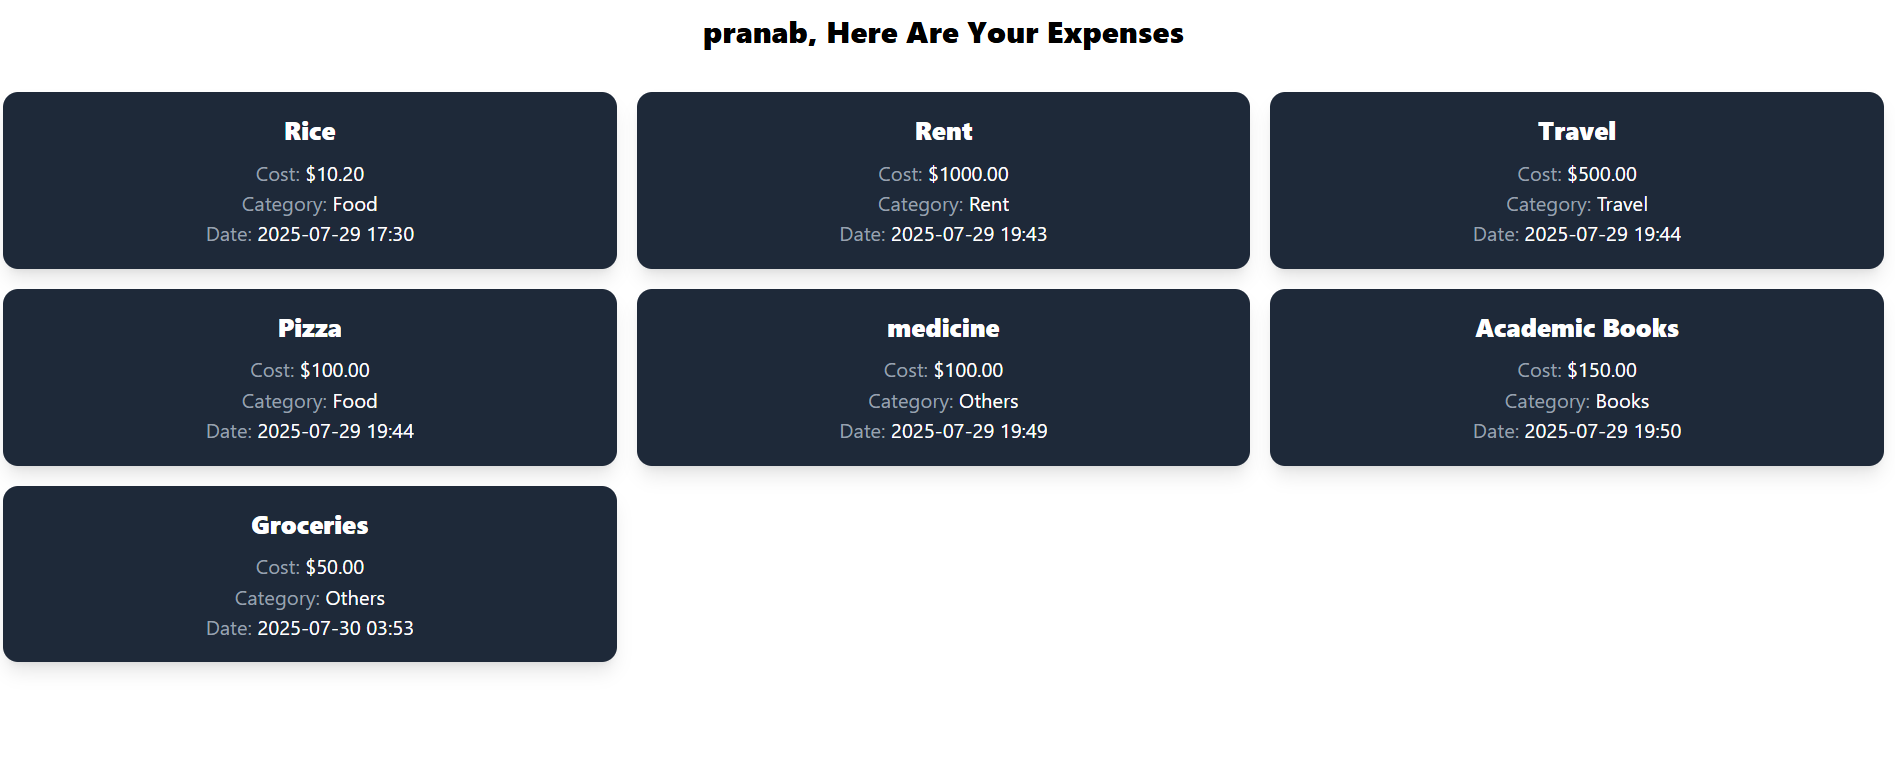 pranab, Here Are Your Expenses
Rice
Cost: $10.20
Category: Food
Date: 2025-07-29 17:30
Rent
Cost: $1000.00
Category: Rent
Date: 2025-07-29 19:43
Travel
Cost: $500.00
Category: Travel
Date: 2025-07-29 19:44
Pizza
Cost: $100.00
Category: Food
Date: 2025-07-29 19:44
medicine
Cost: $100.00
Category: Others
Date: 2025-07-29 19:49
Academic Books
Cost: $150.00
Category: Books
Date: 2025-07-29 19:50
Groceries
Cost: $50.00
Category: Others
Date: 2025-07-30 03:53